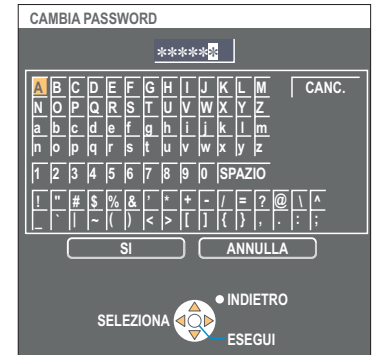 CAMBIA PASSWORD
******
A B C D E F G H I J K L M CANC.
N O P Q R S T U V W X Y Z
a b c d e f g h i j k l m
n o p q r s t u v w x y z
1 2 3 4 5 6 7 8 9 0 SPAZIO
! " # $ % & ' * + - / = ? @ \ ^
_ ` | ~ ( ) < > [ ] { } , . : ;
SI ANNULLA
INDIETRO
SELEZIONA
ESEGUI